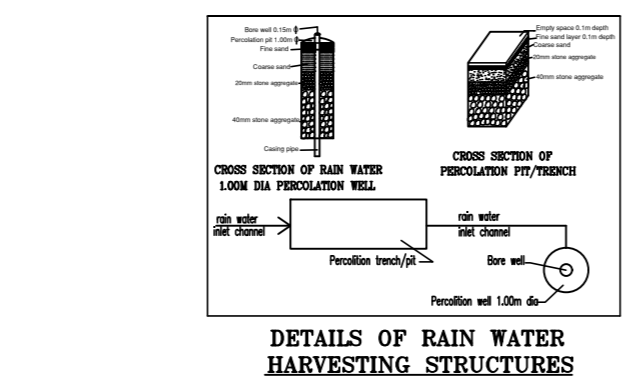 Bore well 0.15m ϕ
Percolation pit 1.00m ϕ
Fine sand
Coarse sand
20mm stone aggregate
40mm stone aggregate
Casing pipe
CROSS SECTION OF RAIN WATER
1.00M DIA PERCOLATION WELL
Empty space 0.1m depth
Fine sand layer 0.1m depth
Coarse sand
20mm stone aggregate
40mm stone aggregate
CROSS SECTION OF
PERCOLATION PIT/TRENCH
rain water
inlet channel
Percolition trench/pit
rain water
inlet channel
Bore well
Percolition well 1.00m dia
DETAILS OF RAIN WATER
HARVESTING STRUCTURES